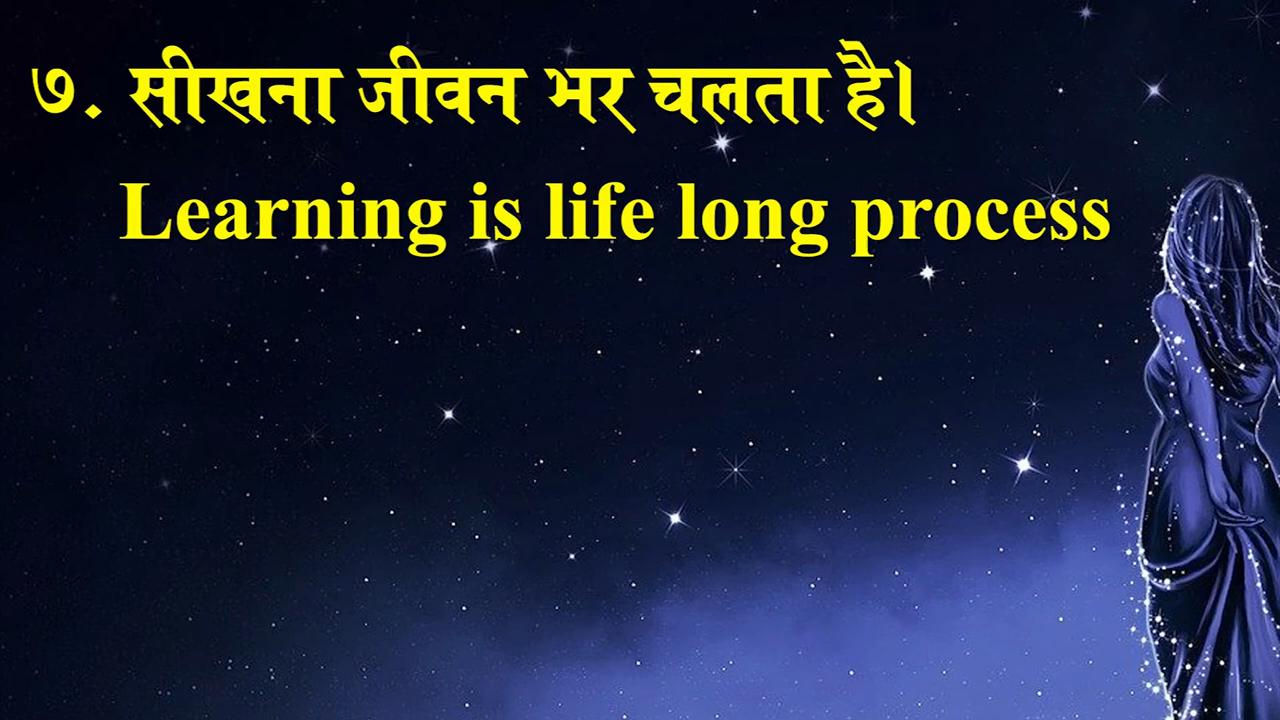 ७. सीखना जीवन भर चलता है।
Learning is life long process